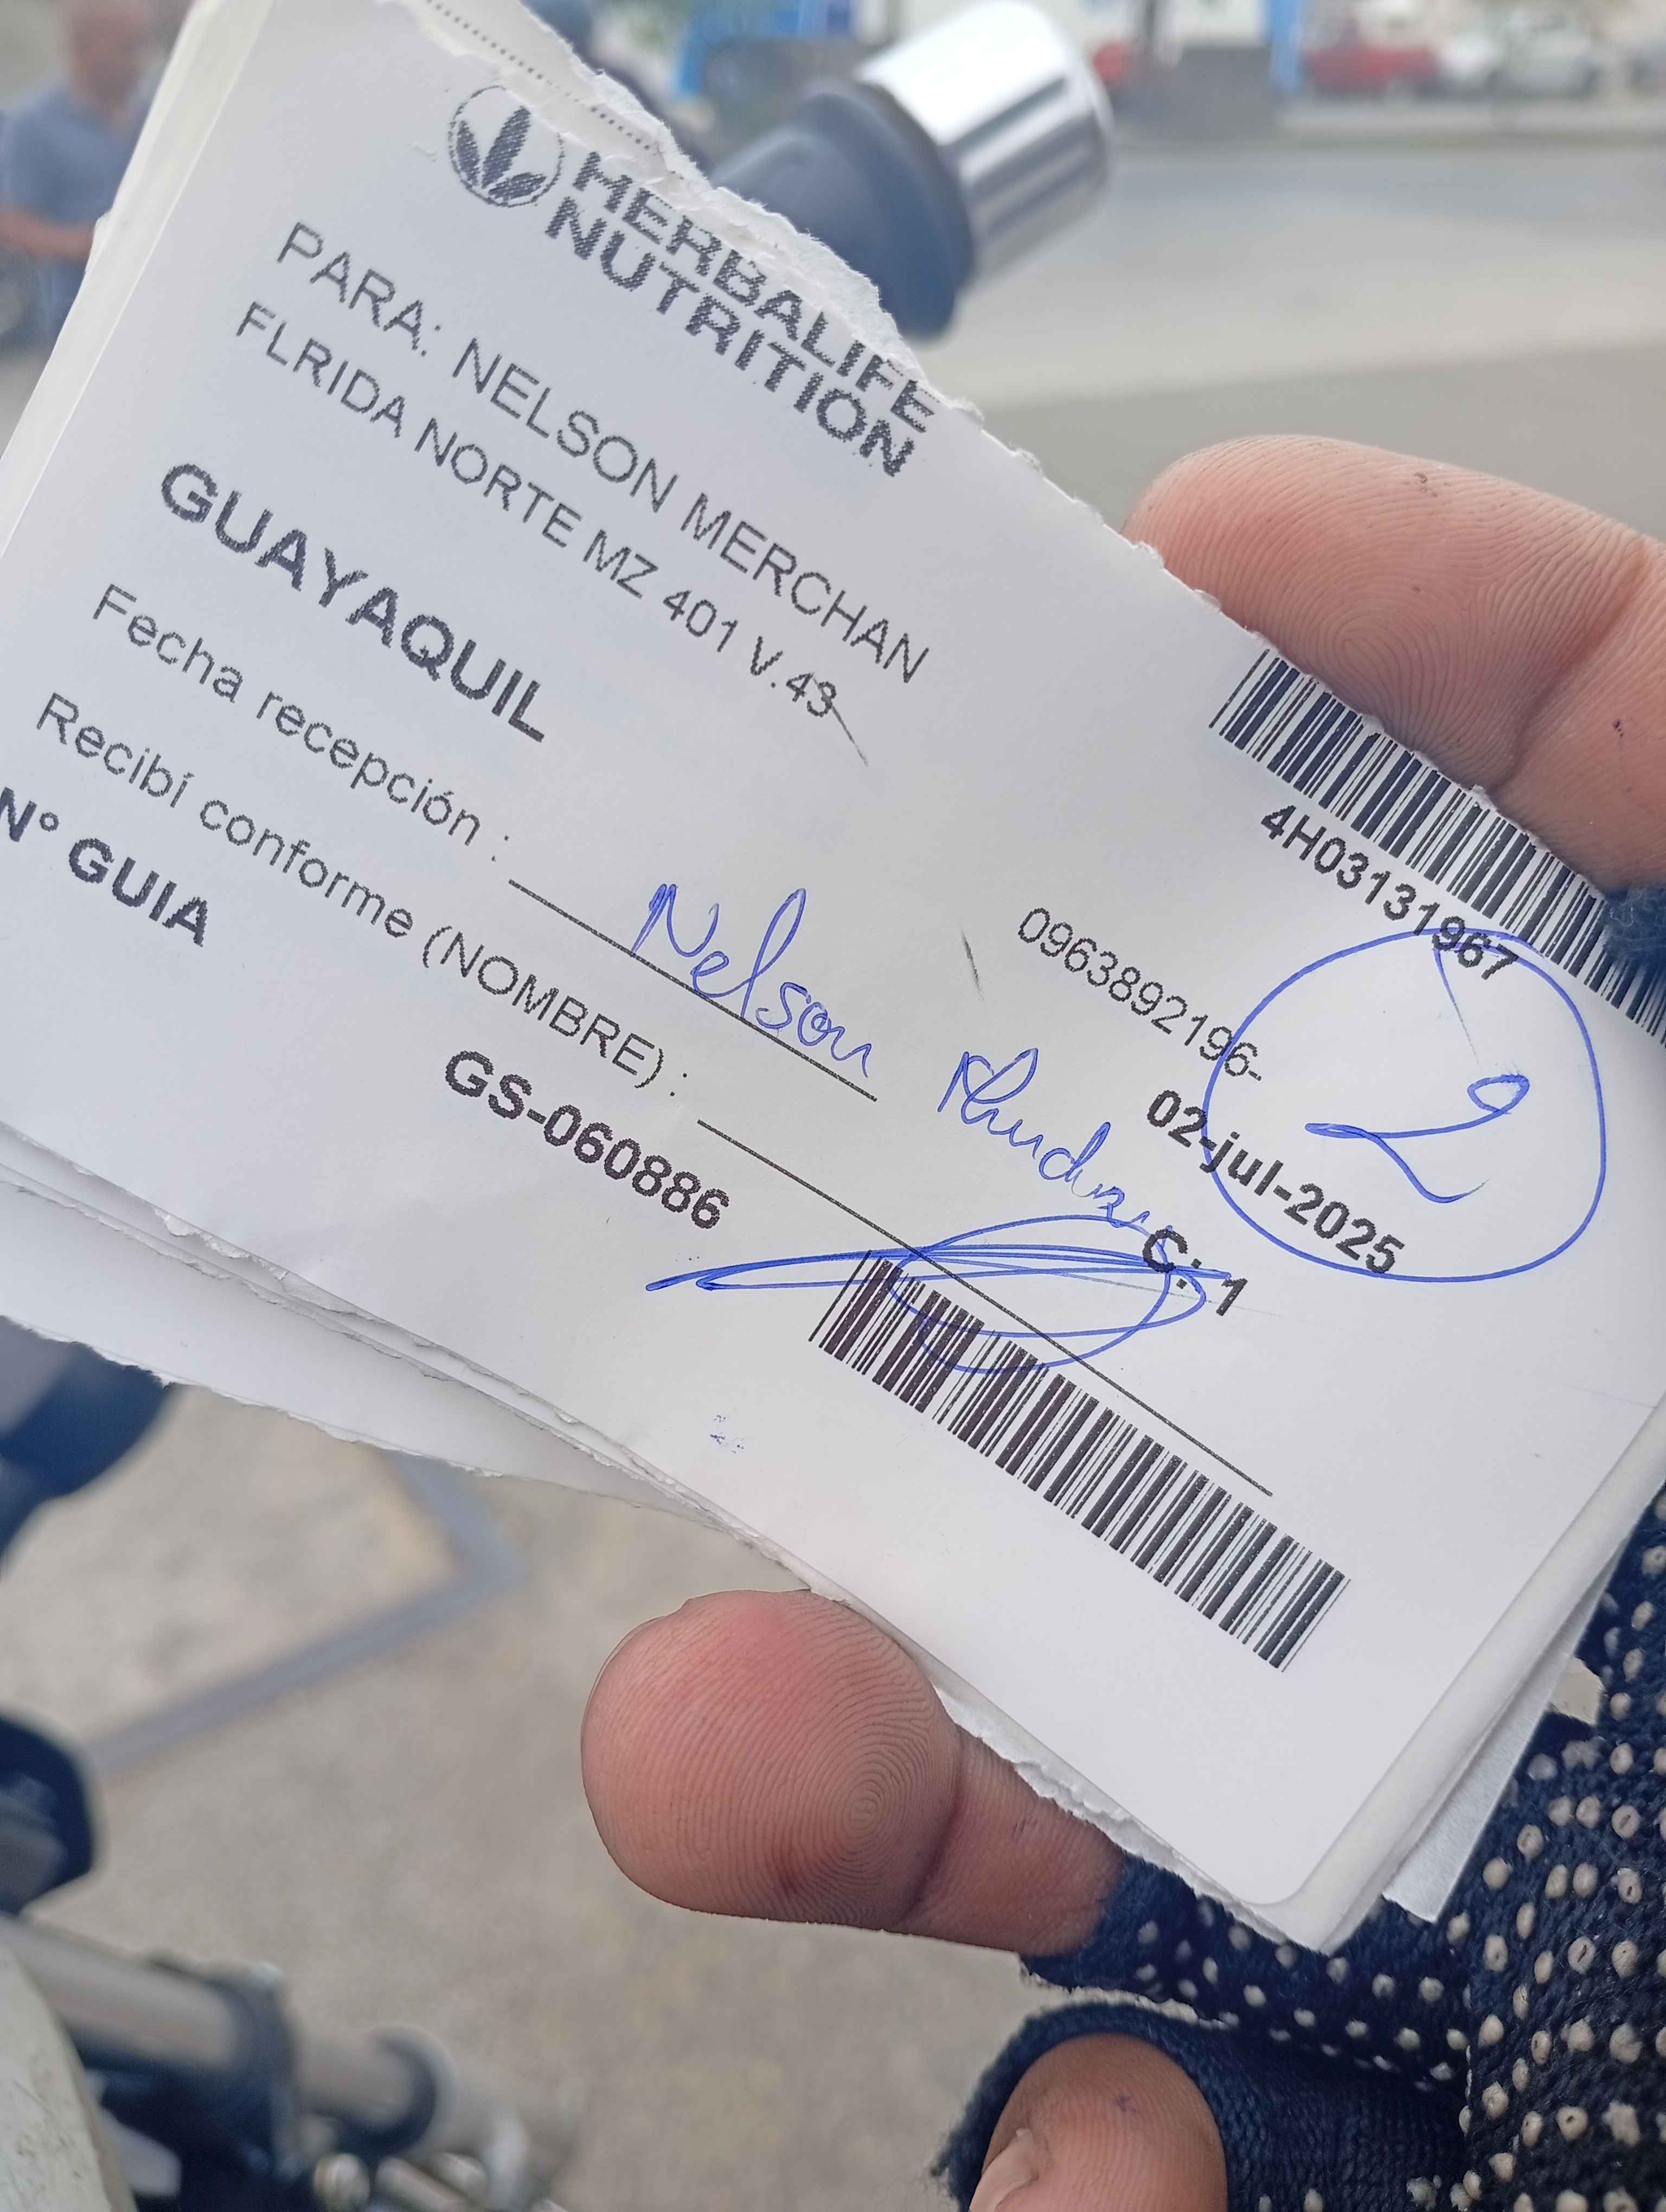 HERBALIFE
NUTRITION
PARA: NELSON MERCHAN
FLRIDA NORTE MZ 401 V.43
GUAYAQUIL
4H03131967
0963892196-
2
02-jul-2025
C: 1
Fecha recepción :
Nelson
Recibí conforme (NOMBRE) :
N° GUIA
GS-060886